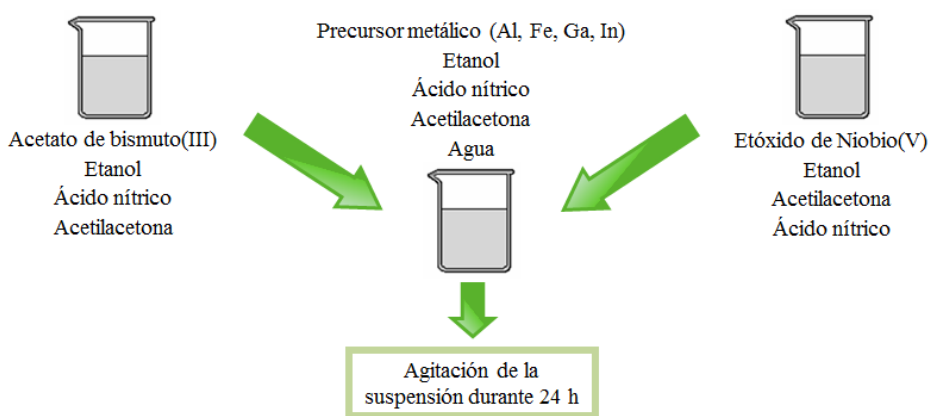 Acetato de bismuto(III)
Etanol
Ácido nítrico
Acetilacetona
Precursor metálico (Al, Fe, Ga, In)
Etanol
Ácido nítrico
Acetilacetona
Agua
Etóxido de Niobio(V)
Etanol
Acetilacetona
Ácido nítrico
Agitación de la
suspensión durante 24 h